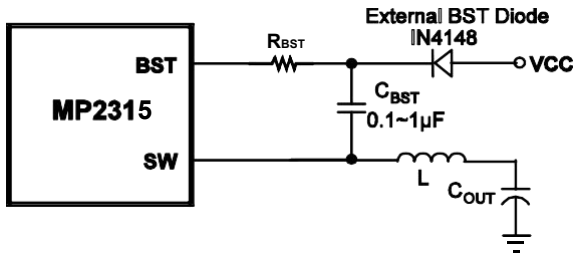 External BST Diode
IN4148
RBST
BST
VCC
CBST
0.1~1μF
MP2315
SW
L
COUT